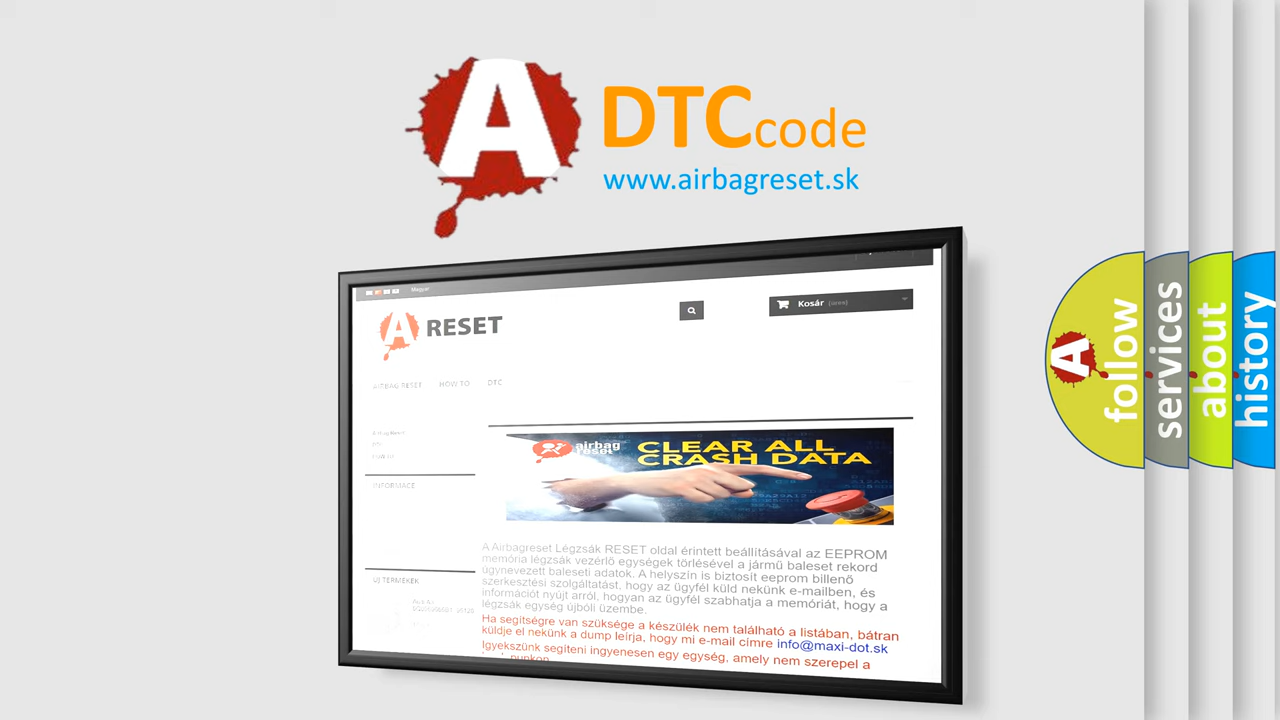 A
DTC code
www.airbagreset.sk
Magyar
Kosár (üres)
A RESET
AIRBAG RESET HOW TO DTC
INFORMACE
airbag
reset
CLEAR ALL
CRASH DATA
A Airbagreset Légzsák RESET oldal érintett beállításával az EEPROM
memória légzsák vezérlő egységek törlésével a jármű baleset rekord
úgynevezett baleseti adatok. A helyszín is biztosít eeprom billenő
szerkesztési szolgáltatást, hogy az ügyfél küld nekünk e-mailben, és
információt nyújt arról, hogyan az ügyfél szabhatja a memóriát, hogy a
légzsák egység újbóli üzembe.
Ha segítségre van szüksége a készülék nem található a listában, bátran
küldje el nekünk a dump leírja, hogy mi e-mail címre info@maxi-dot.sk
Igyekszünk segíteni ingyenesen egy egység, amely nem szerepel a
ÚJ TERMÉKEK
A
follow
services
about
history